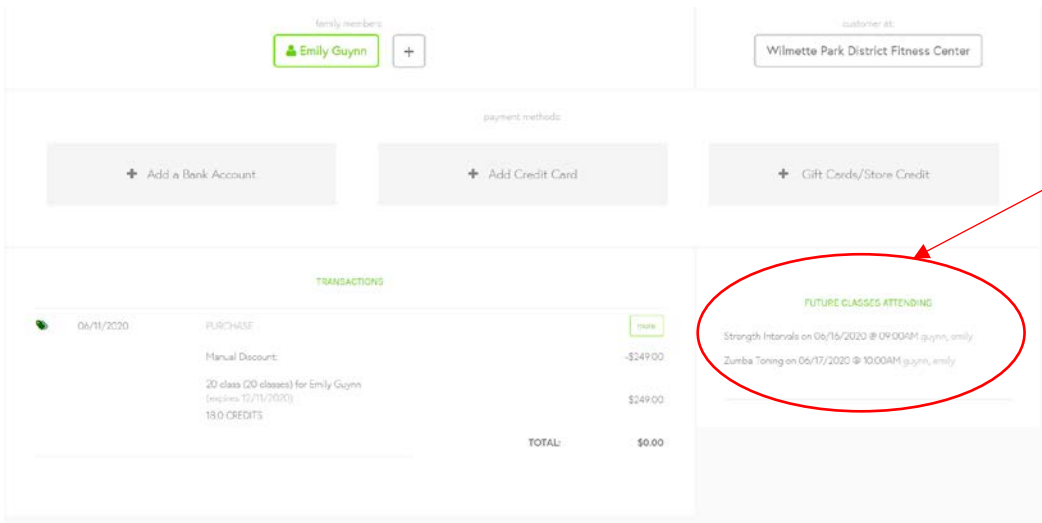 family members:
Emily Guynn
+
customer at:
Wilmette Park District Fitness Center
payment methods:
+ Add a Bank Account
+ Add Credit Card
+ Gift Cards/Store Credit
TRANSACTIONS
06/11/2020 PURCHASE more
Manual Discount: -$249.00
20 class (20 classes) for Emily Guynn
(expires 12/11/2020) $249.00
18.0 CREDITS
TOTAL: $0.00
FUTURE CLASSES ATTENDING
Strength Intervals on 06/16/2020 @ 09:00AM guynn, emily
Zumba Toning on 06/17/2020 @ 10:00AM guynn, emily